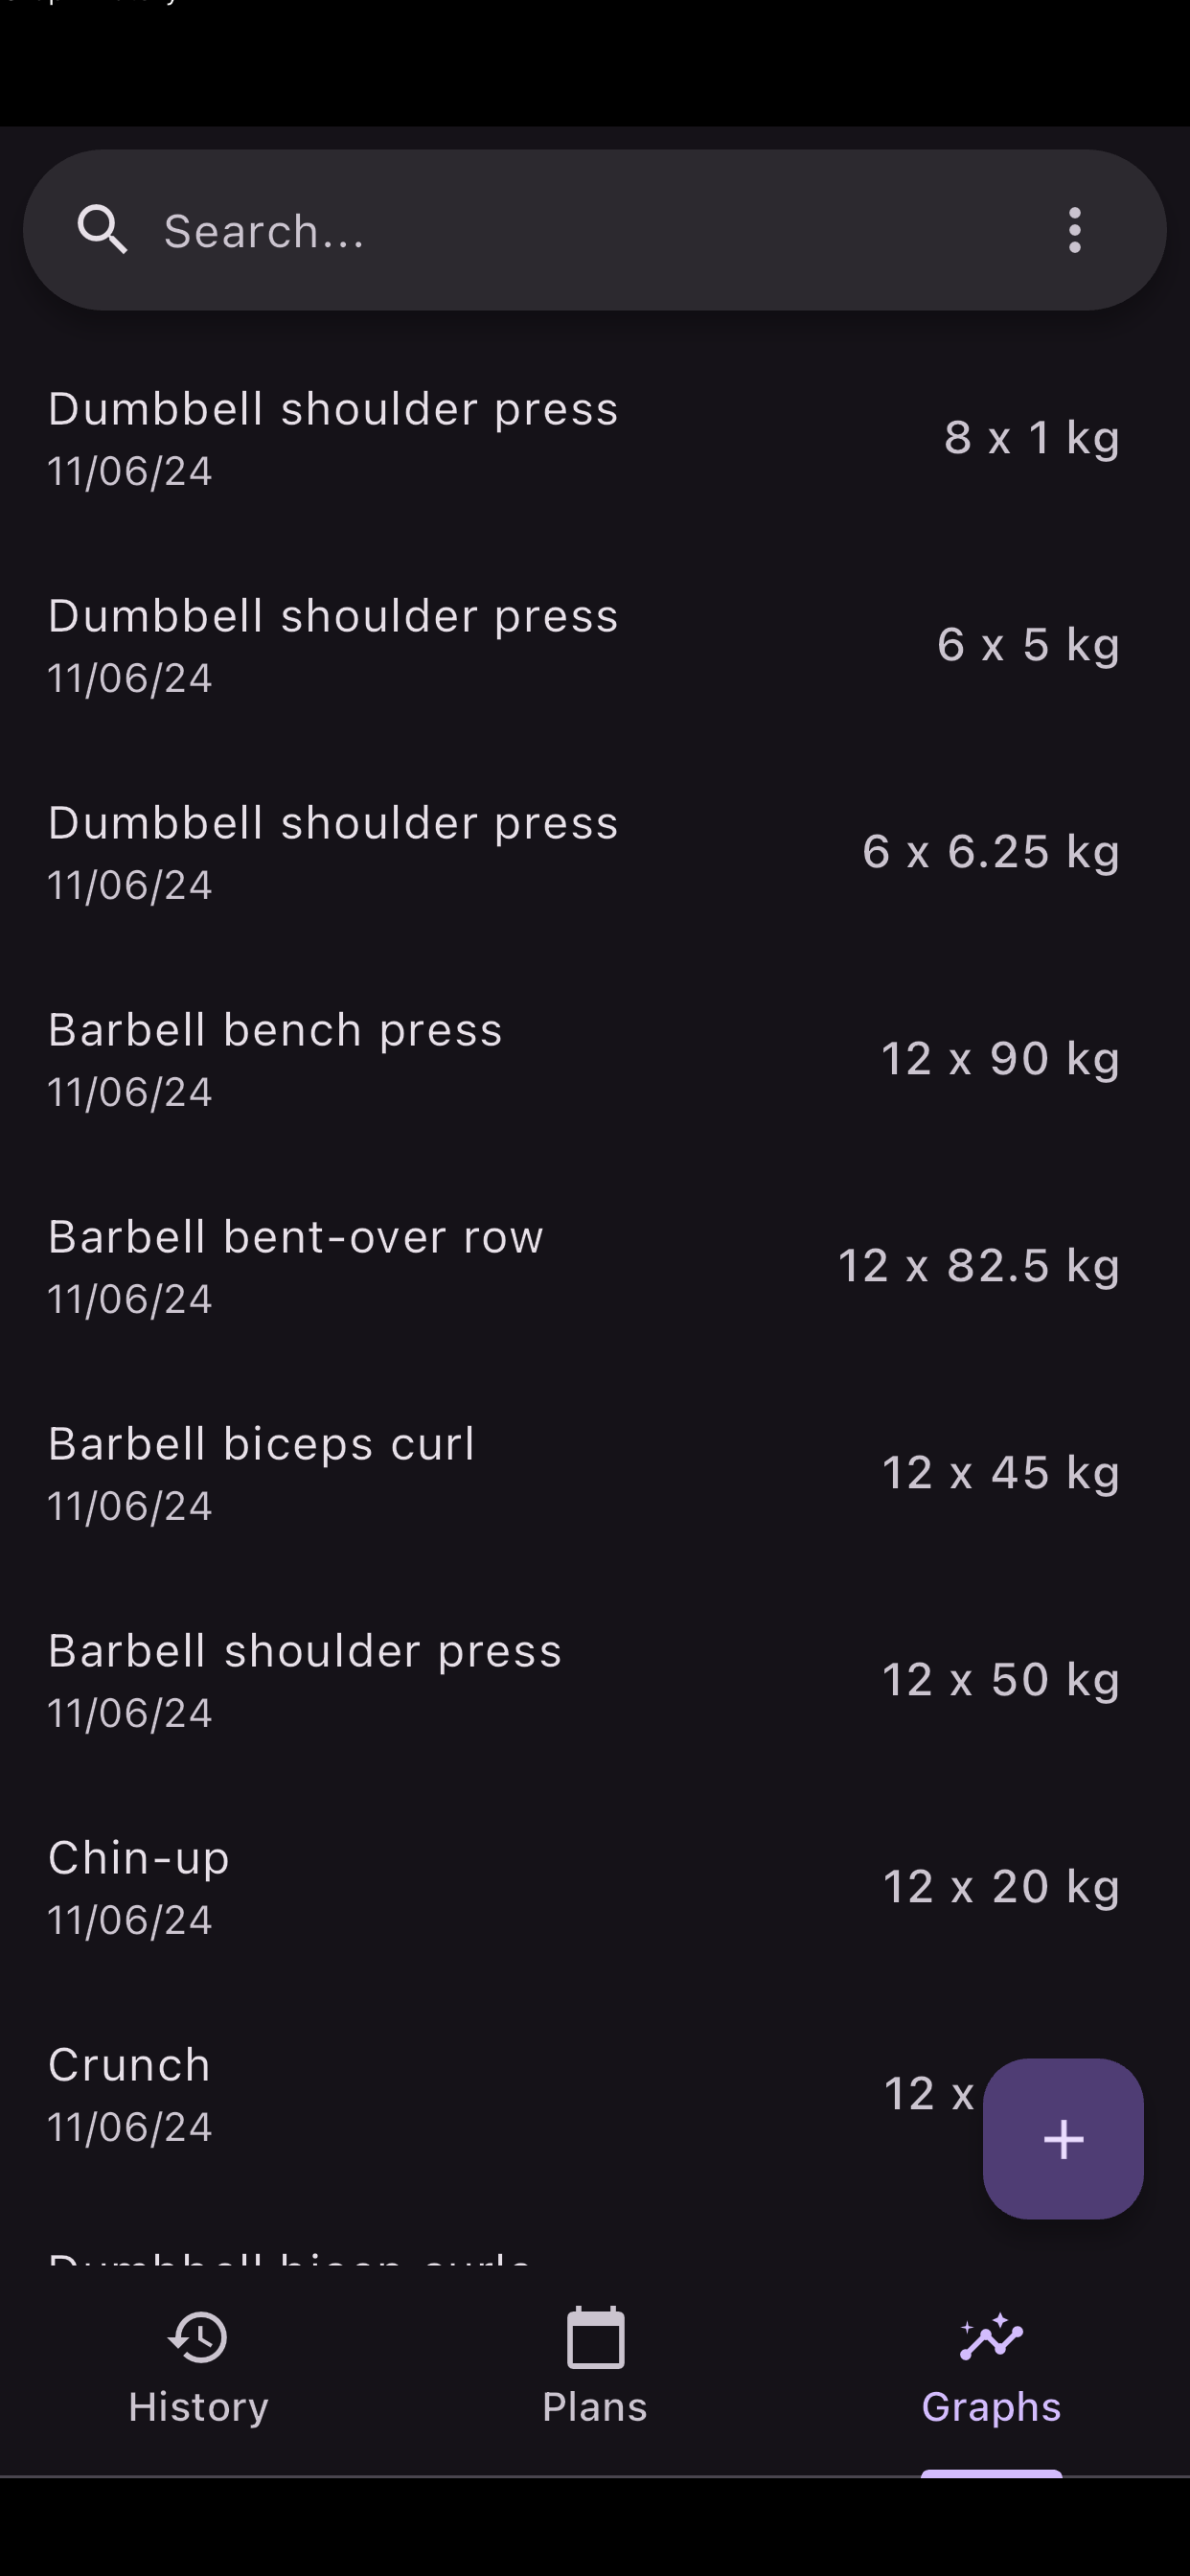 Search...
Dumbbell shoulder press
8 x 1 kg
11/06/24
Dumbbell shoulder press
6 x 5 kg
11/06/24
Dumbbell shoulder press
6 x 6.25 kg
11/06/24
Barbell bench press
12 x 90 kg
11/06/24
Barbell bent-over row
12 x 82.5 kg
11/06/24
Barbell biceps curl
12 x 45 kg
11/06/24
Barbell shoulder press
12 x 50 kg
11/06/24
Chin-up
12 x 20 kg
11/06/24
Crunch
12 x
11/06/24
History
Plans
Graphs